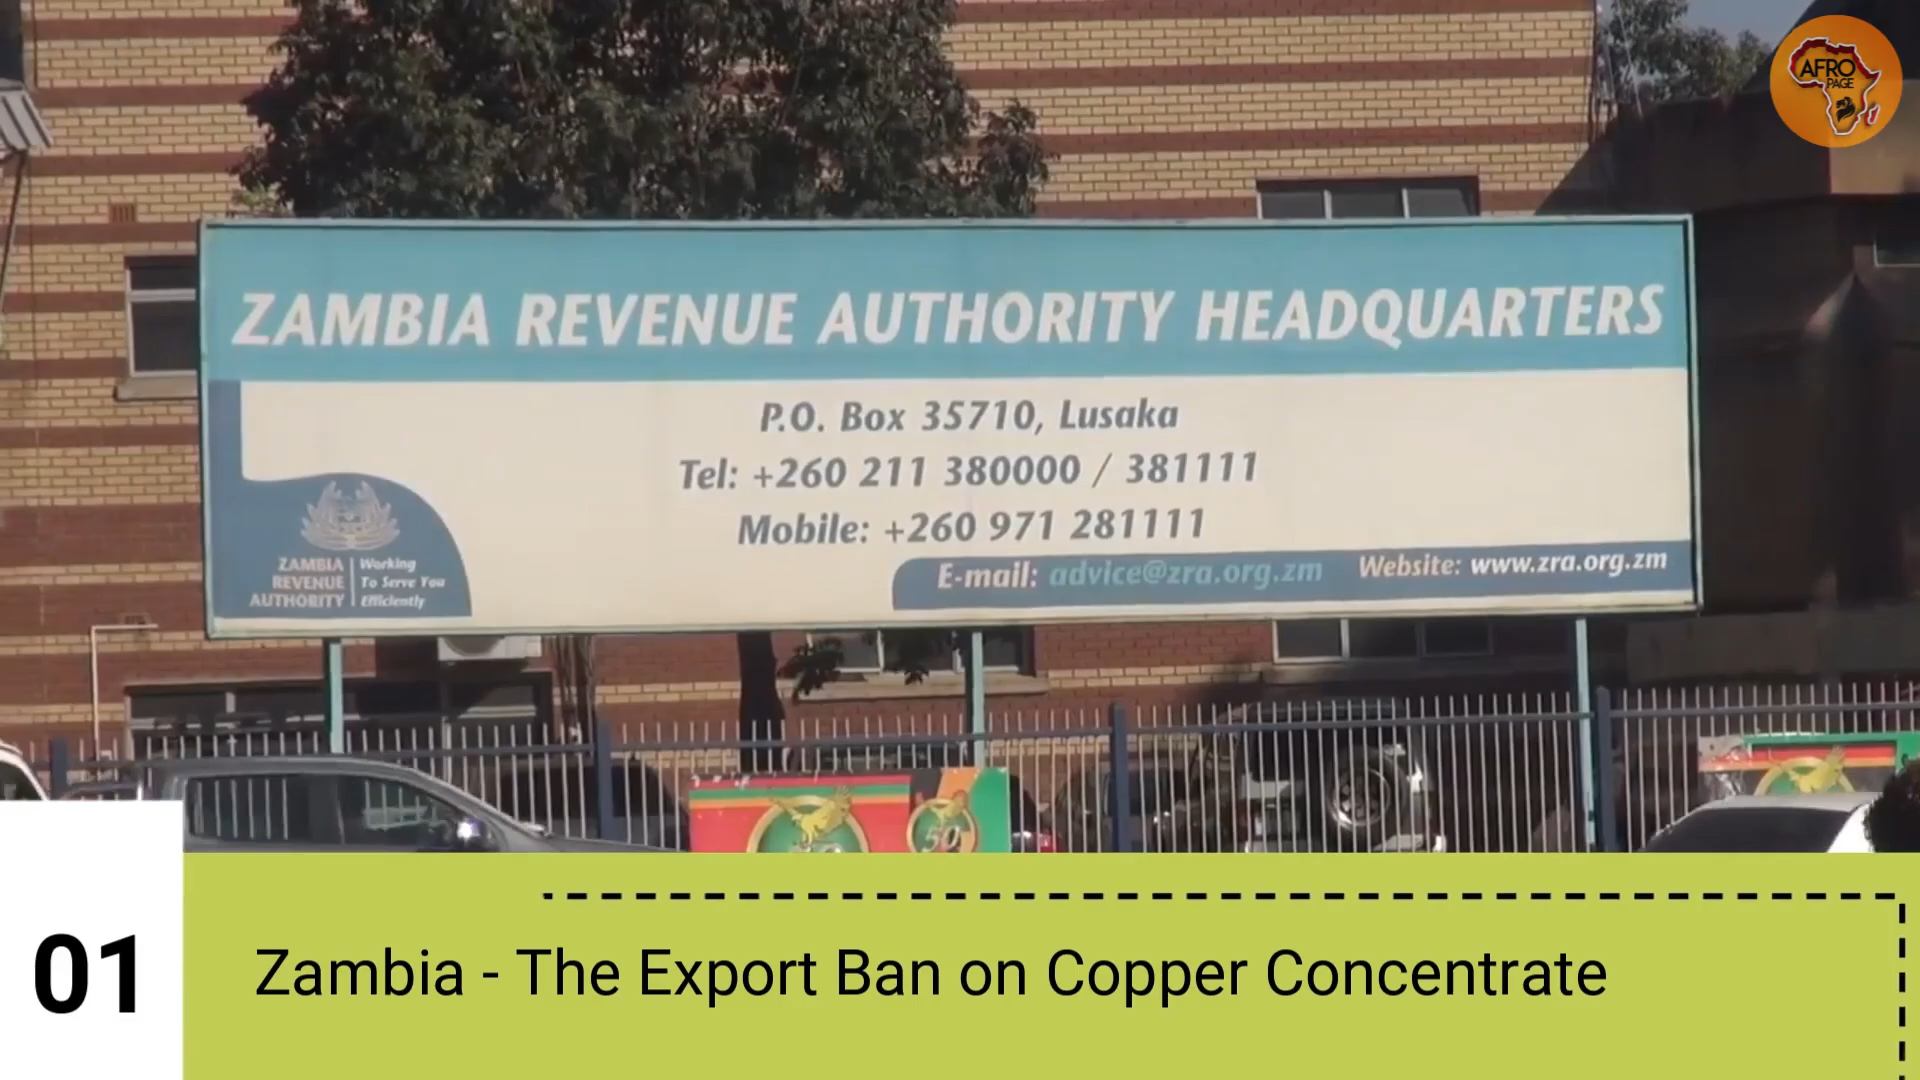 AFRO
PAGE
ZAMBIA REVENUE AUTHORITY HEADQUARTERS
P.O. Box 35710, Lusaka
Tel: +260 211 380000 / 381111
Mobile: +260 971 281111
E-mail: advice@zra.org.zm Website: www.zra.org.zm
ZAMBIA
REVENUE
AUTHORITY
Working
To Serve You
Efficiently
50
01
Zambia - The Export Ban on Copper Concentrate